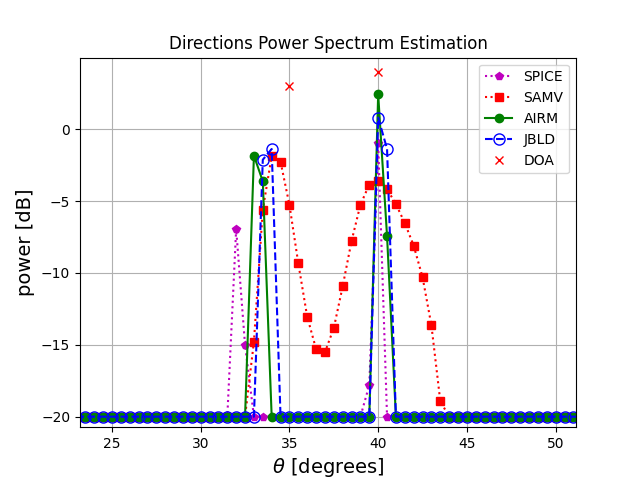 Directions Power Spectrum Estimation
SPICE
SAMV
AIRM
JBLD
DOA
0
−5
−10
−15
−20
power [dB]
25 30 35 40 45 50
θ [degrees]